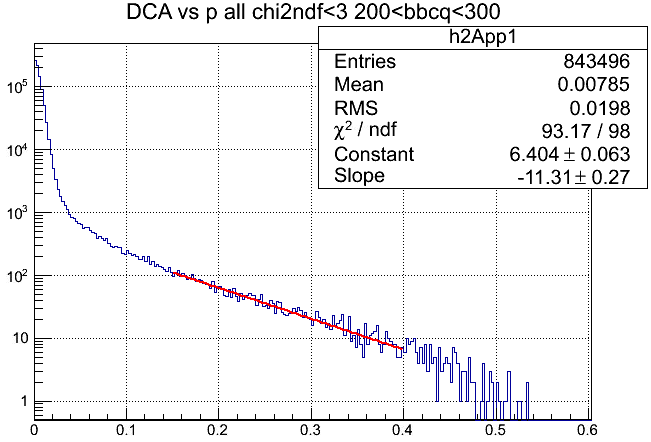 DCA vs p all chi2ndf<3 200<bbcq<300
h2App1
Entries 843496
Mean 0.00785
RMS 0.0198
χ² / ndf 93.17 / 98
Constant 6.404 ± 0.063
Slope -11.31 ± 0.27
10⁵
10⁴
10³
10²
10
1
0 0.1 0.2 0.3 0.4 0.5 0.6